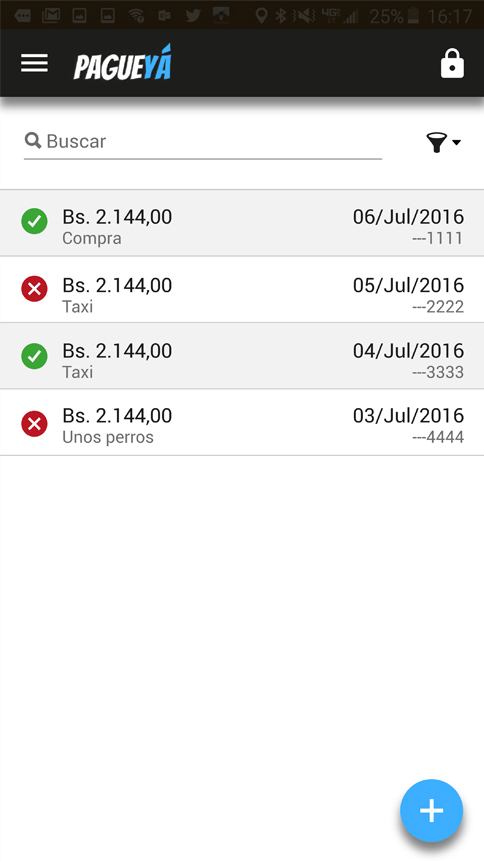 4G 25% 16:17
PAGUEYÁ
Buscar
Bs. 2.144,00 06/Jul/2016
Compra ---1111
Bs. 2.144,00 05/Jul/2016
Taxi ---2222
Bs. 2.144,00 04/Jul/2016
Taxi ---3333
Bs. 2.144,00 03/Jul/2016
Unos perros ---4444